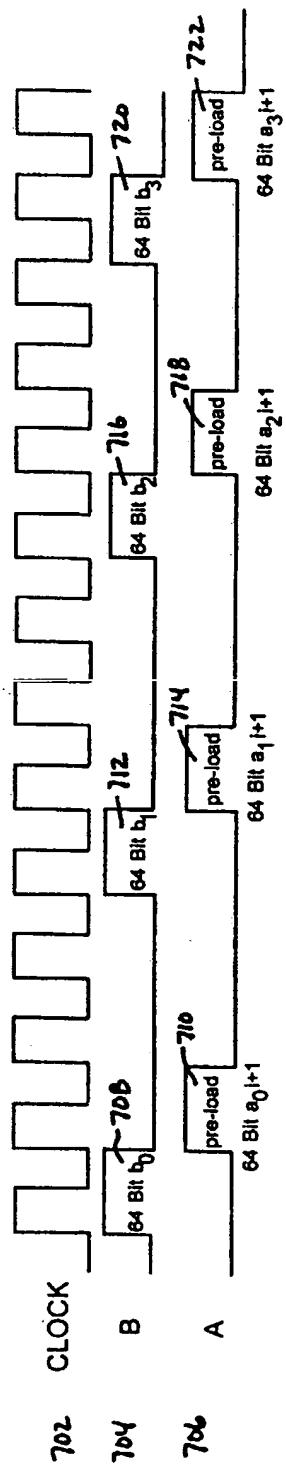 702 CLOCK
704 B 64 Bit b0 708 64 Bit b1 712 64 Bit b2 716 64 Bit b3 720
706 A pre-load 710 pre-load 714 pre-load 718 pre-load 722
64 Bit a0 i+1 64 Bit a1 i+1 64 Bit a2 i+1 64 Bit a3 i+1